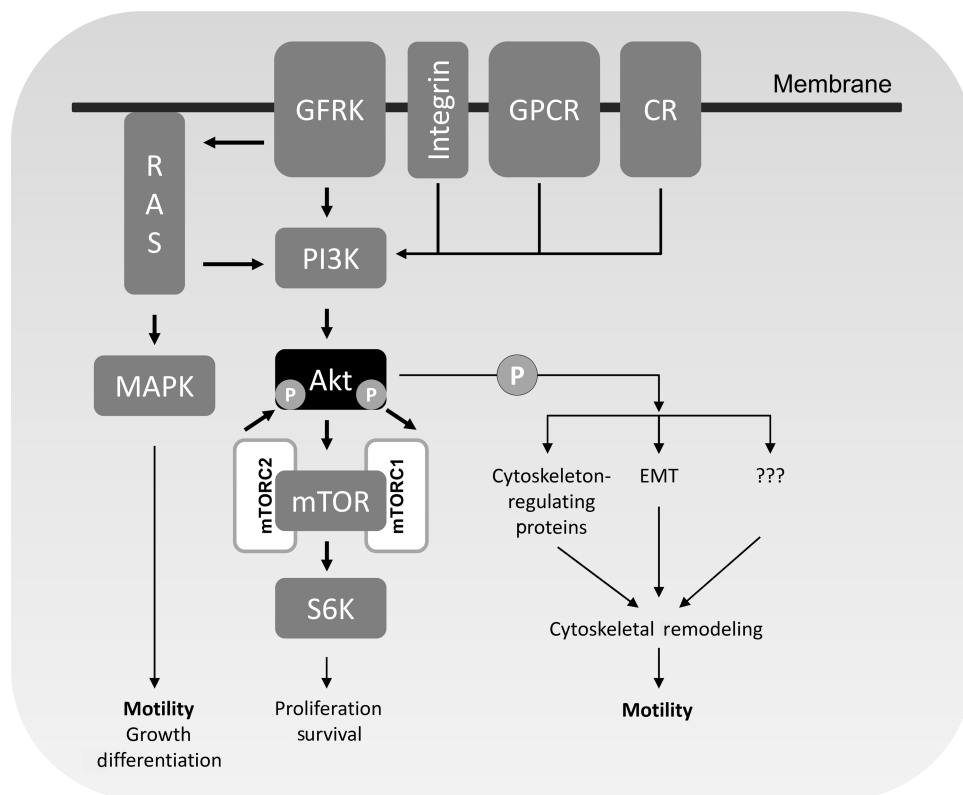 Membrane
GFRK
Integrin
GPCR
CR
R
A
S
PI3K
MAPK
Akt
P
P
P
mTORC2
mTOR
mTORC1
Cytoskeleton-
regulating
proteins
EMT
???
S6K
Cytoskeletal remodeling
Motility
Growth
differentiation
Proliferation
survival
Motility